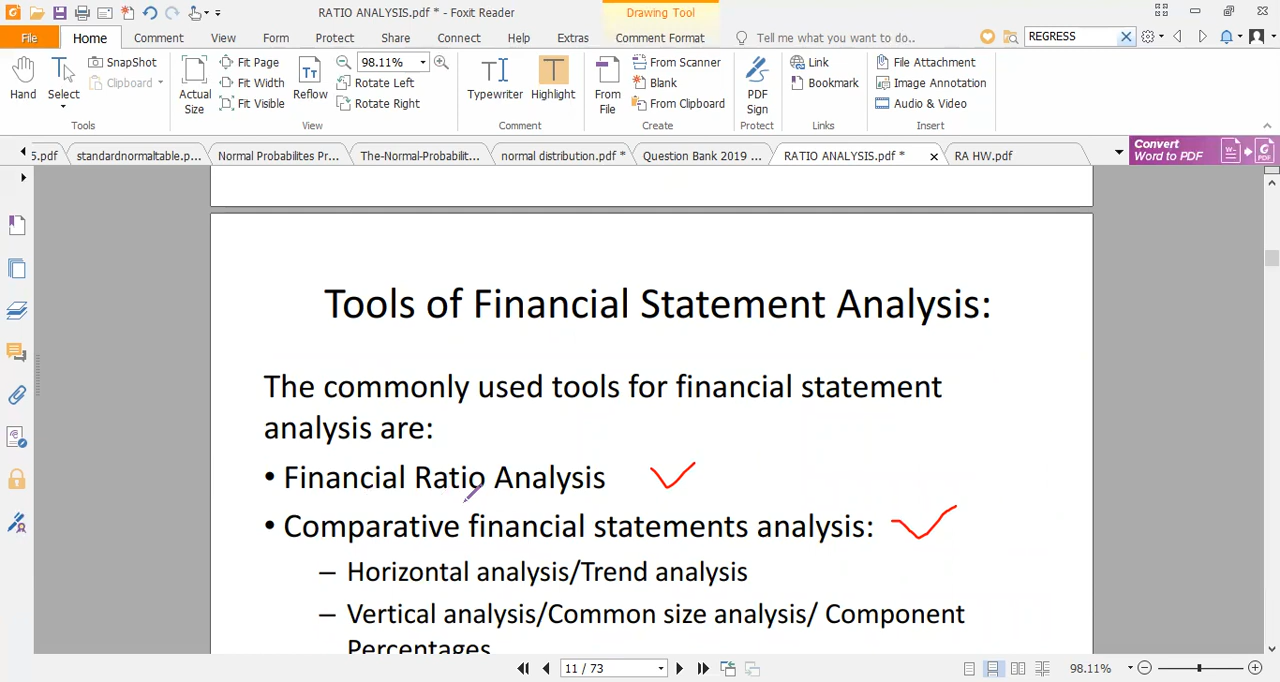 RATIO ANALYSIS.pdf * - Foxit Reader
Drawing Tool
File Home Comment View Form Protect Share Connect Help Extras Comment Format Tell me what you want to do.. REGRESS
Hand
Select
SnapShot
Clipboard
Tools
Actual Size
Fit Page
Fit Width
Fit Visible
Reflow
98.11%
Rotate Left
Rotate Right
View
Typewriter
Highlight
Comment
From File
From Scanner
Blank
From Clipboard
Create
PDF Sign
Protect
Link
Bookmark
Links
File Attachment
Image Annotation
Audio & Video
Insert
5.pdf standardnormaltable.p... Normal Probabilites Pr... The-Normal-Probabilit... normal distribution.pdf * Question Bank 2019 ... RATIO ANALYSIS.pdf * RA HW.pdf
Convert
Word to PDF
Tools of Financial Statement Analysis:
The commonly used tools for financial statement
analysis are:
• Financial Ratio Analysis
• Comparative financial statements analysis:
– Horizontal analysis/Trend analysis
– Vertical analysis/Common size analysis/ Component
Percentages
11 / 73
98.11%